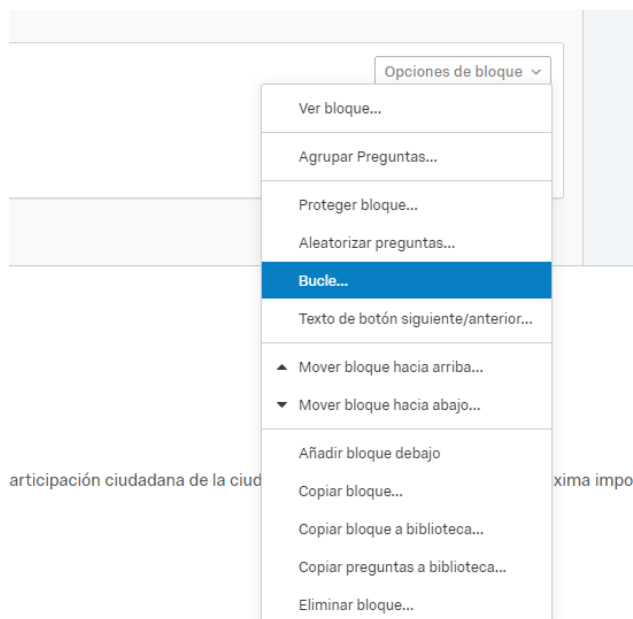 Opciones de bloque
Ver bloque...
Agrupar Preguntas...
Proteger bloque...
Aleatorizar preguntas...
Bucle...
Texto de botón siguiente/anterior...
Mover bloque hacia arriba...
Mover bloque hacia abajo...
Añadir bloque debajo
articipación ciudadana de la ciud xima impo
Copiar bloque...
Copiar bloque a biblioteca...
Copiar preguntas a biblioteca...
Eliminar bloque...